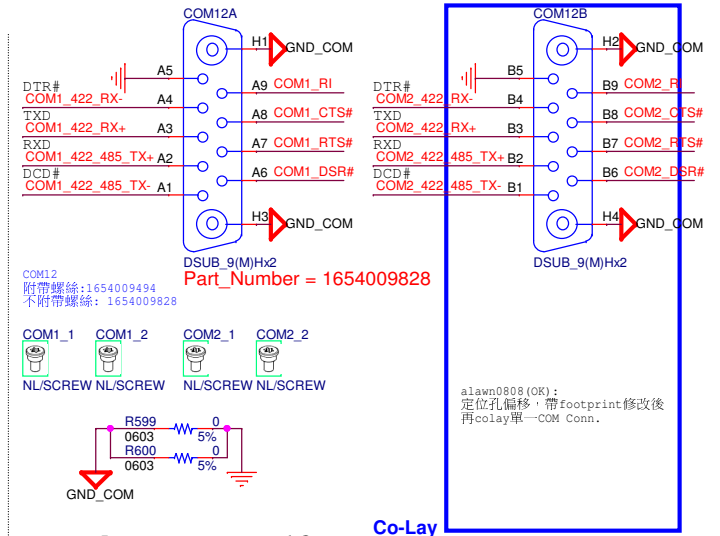 COM12A
H1
GND_COM
A5
DTR#
COM1_422_RX-
A4
A9
COM1_RI
TXD
COM1_422_RX+
A3
A8
COM1_CTS#
RXD
COM1_422_485_TX+
A2
A7
COM1_RTS#
DCD#
COM1_422_485_TX-
A1
A6
COM1_DSR#
H3
GND_COM
DSUB_9(M)Hx2
Part_Number = 1654009828
COM12B
H2
GND_COM
B5
DTR#
COM2_422_RX-
B4
B9
COM2_RI
TXD
COM2_422_RX+
B3
B8
COM2_CTS#
RXD
COM2_422_485_TX+
B2
B7
COM2_RTS#
DCD#
COM2_422_485_TX-
B1
B6
COM2_DSR#
H4
GND_COM
DSUB_9(M)Hx2
COM12
附帶螺絲:1654009494
不附帶螺絲: 1654009828
COM1_1
COM1_2
COM2_1
COM2_2
NL/SCREW
NL/SCREW
NL/SCREW
NL/SCREW
R599
0
0603
5%
R600
0
0603
5%
GND_COM
alawn0808(OK):
定位孔偏移，帶footprint修改後
再colay單一COM Conn.
Co-Lay